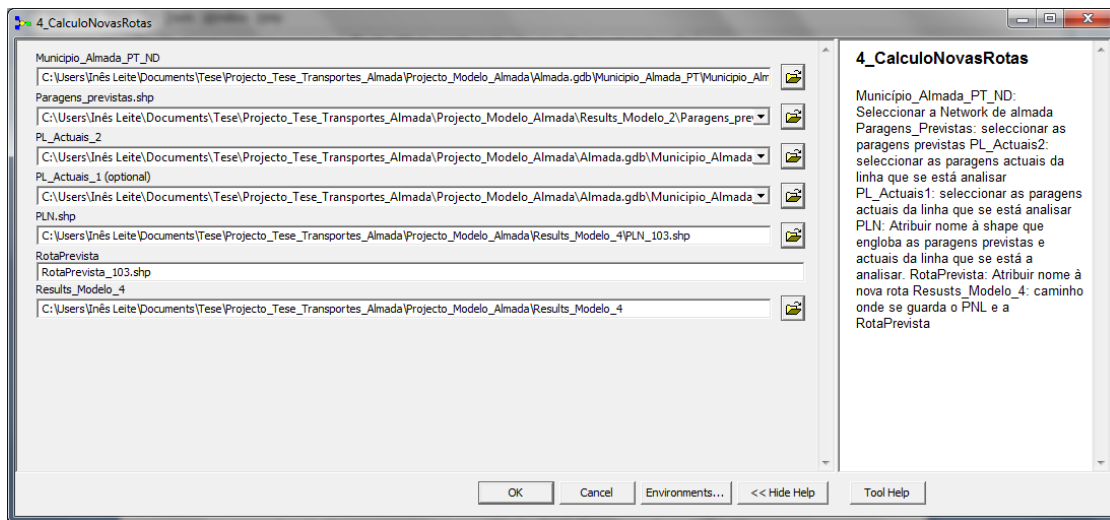 4_CalculoNovasRotas
Municipio_Almada_PT_ND
C:\Users\Inês Leite\Documents\Tese\Projecto_Tese_Transportes_Almada\Projecto_Modelo_Almada\Almada.gdb\Municipio_Almada_PT\Municipio_Alm
Paragens_previstas.shp
C:\Users\Inês Leite\Documents\Tese\Projecto_Tese_Transportes_Almada\Projecto_Modelo_Almada\Results_Modelo_2\Paragens_prev
PL_Actuais_2
C:\Users\Inês Leite\Documents\Tese\Projecto_Tese_Transportes_Almada\Projecto_Modelo_Almada\Almada.gdb\Municipio_Almada_
PL_Actuais_1 (optional)
C:\Users\Inês Leite\Documents\Tese\Projecto_Tese_Transportes_Almada\Projecto_Modelo_Almada\Almada.gdb\Municipio_Almada_
PLN.shp
C:\Users\Inês Leite\Documents\Tese\Projecto_Tese_Transportes_Almada\Projecto_Modelo_Almada\Results_Modelo_4\PLN_103.shp
RotaPrevista
RotaPrevista_103.shp
Results_Modelo_4
C:\Users\Inês Leite\Documents\Tese\Projecto_Tese_Transportes_Almada\Projecto_Modelo_Almada\Results_Modelo_4
4_CalculoNovasRotas
Município_Almada_PT_ND:
Seleccionar a Network de almada
Paragens_Previstas: seleccionar as
paragens previstas PL_Actuais2:
seleccionar as paragens actuais da
linha que se está analisar
PL_Actuais1: seleccionar as paragens
actuais da linha que se está analisar
PLN: Atribuir nome à shape que
engloba as paragens previstas e
actuais da linha que se está a
analisar. RotaPrevista: Atribuir nome à
nova rota Resusts_Modelo_4: caminho
onde se guarda o PNL e a
RotaPrevista
OK
Cancel
Environments...
<< Hide Help
Tool Help